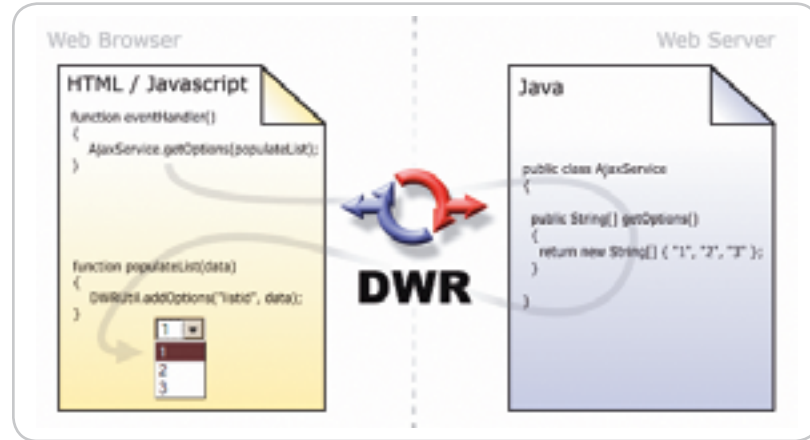 Web Browser
HTML / Javascript
function eventHandler()
{
AjaxService.getOptions(populateList);
}
function populateList(data)
{
DWRUtil.addOptions("listid", data);
}
1
1
2
3
DWR
Web Server
Java
public class AjaxService
{
public String[] getOptions()
{
return new String[] { "1", "2", "3" };
}
}